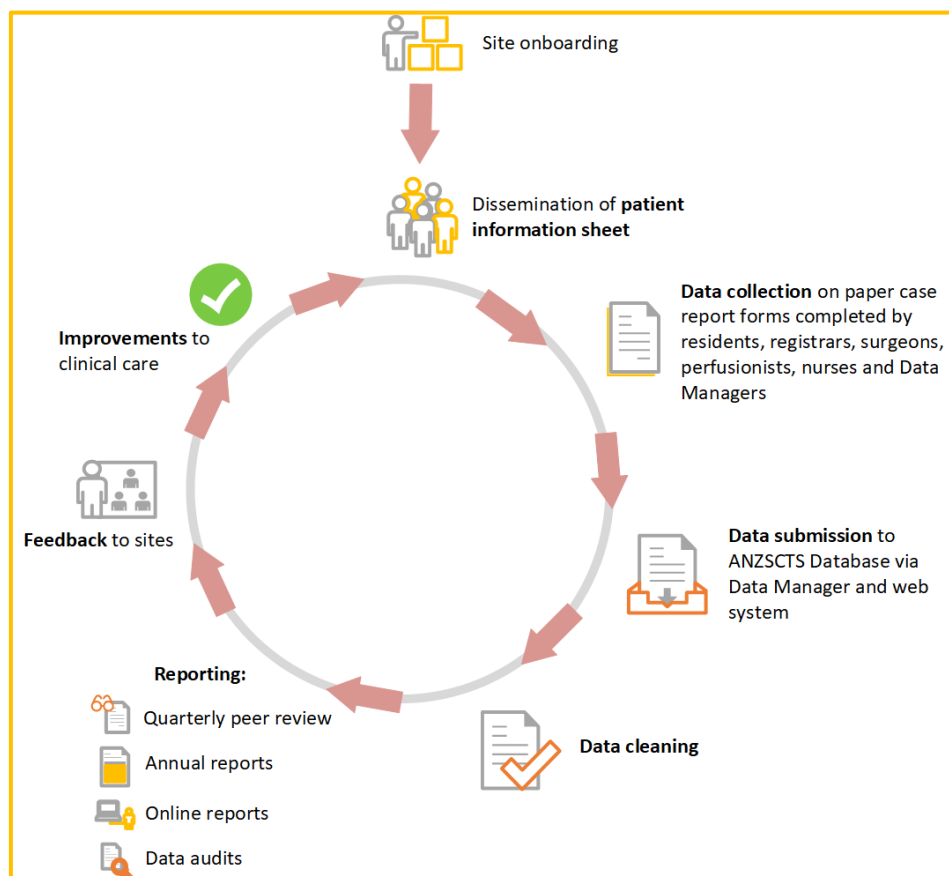 Site onboarding
Dissemination of patient
information sheet
Data collection on paper case
report forms completed by
residents, registrars, surgeons,
perfusionists, nurses and Data
Managers
Data submission to
ANZSCTS Database via
Data Manager and web
system
Data cleaning
Reporting:
Quarterly peer review
Annual reports
Online reports
Data audits
Feedback to sites
Improvements to
clinical care